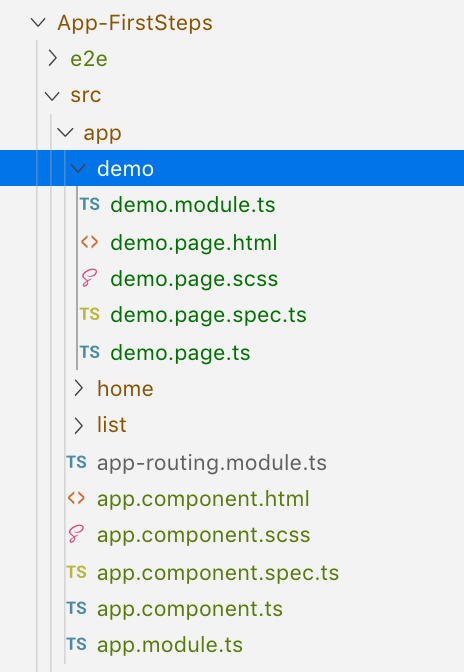 App-FirstSteps
e2e
src
app
demo
TS demo.module.ts
<> demo.page.html
demo.page.scss
TS demo.page.spec.ts
TS demo.page.ts
home
list
TS app-routing.module.ts
<> app.component.html
app.component.scss
TS app.component.spec.ts
TS app.component.ts
TS app.module.ts